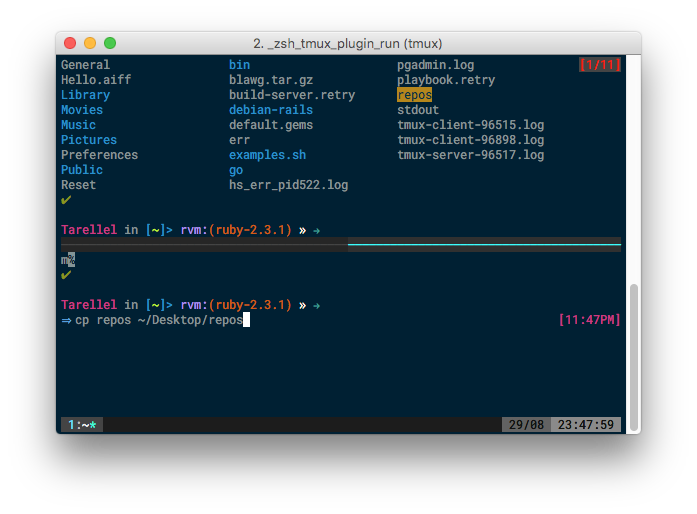 2. _zsh_tmux_plugin_run (tmux)
General bin pgadmin.log [1/11]
Hello.aiff blawg.tar.gz playbook.retry
Library build-server.retry repos
Movies debian-rails stdout
Music default.gems tmux-client-96515.log
Pictures err tmux-client-96898.log
Preferences examples.sh tmux-server-96517.log
Public go
Reset hs_err_pid522.log
✔
Tarellel in [~]> rvm:(ruby-2.3.1) » →
m%
✔
Tarellel in [~]> rvm:(ruby-2.3.1) » →
⇒ cp repos ~/Desktop/repos [11:47PM]
1:~* 29/08 23:47:59